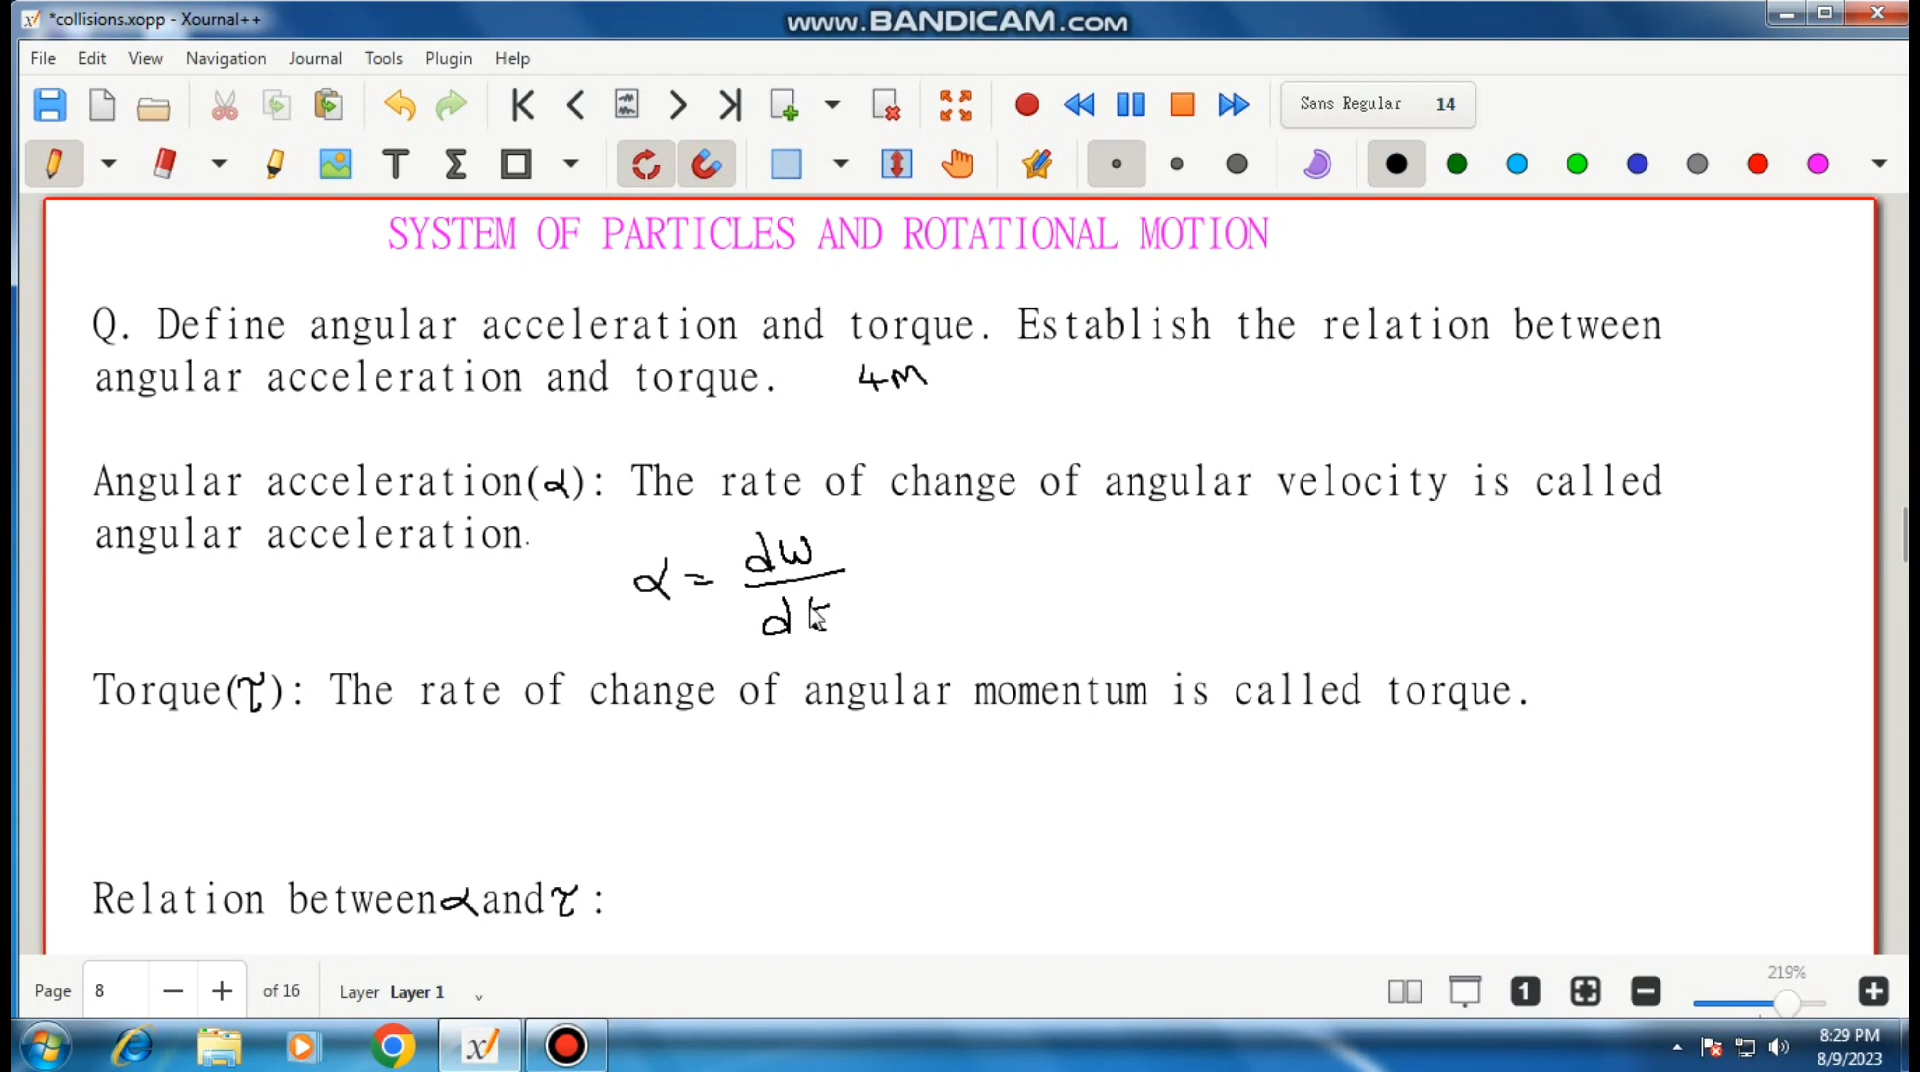 *collisions.xopp - Xournal++
www.BANDICAM.com
File Edit View Navigation Journal Tools Plugin Help
Sans Regular 14
SYSTEM OF PARTICLES AND ROTATIONAL MOTION
Q. Define angular acceleration and torque. Establish the relation between
angular acceleration and torque. 4M
Angular acceleration(α): The rate of change of angular velocity is called
angular acceleration.
α = dω/dt
Torque(τ): The rate of change of angular momentum is called torque.
Relation between α and τ :
Page 8 of 16 Layer Layer 1
219%
8:29 PM
8/9/2023